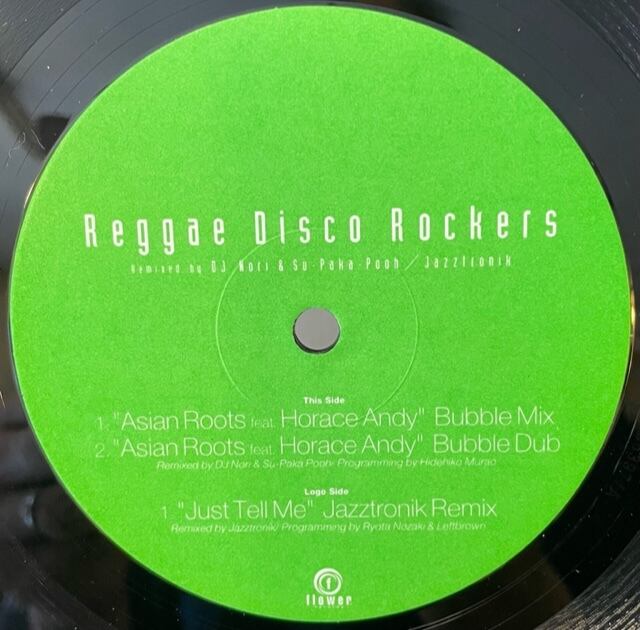 Reggae Disco Rockers
Remixed by DJ Nori & Su-Paka-Pooh / Jazztronik
This Side
1. "Asian Roots feat. Horace Andy" Bubble Mix
2. "Asian Roots feat. Horace Andy" Bubble Dub
Remixed by DJ Nori & Su-Paka Pooh/ Programming by Hidehiko Murao
Logo Side
1. "Just Tell Me" Jazztronik Remix
Remixed by Jazztronik/ Programming by Ryota Nozaki & Leftbrown
f
flower